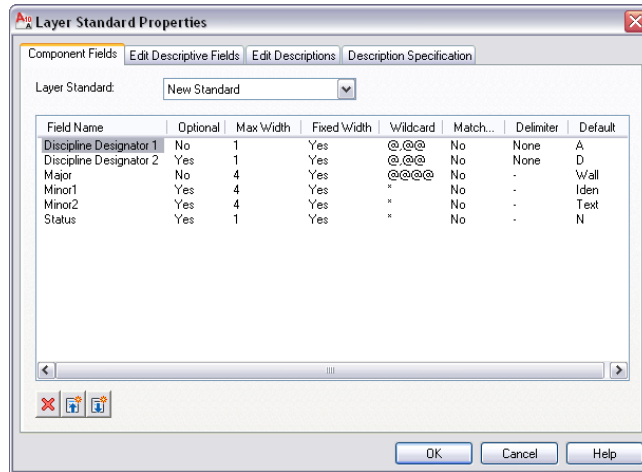 Layer Standard Properties
Component Fields Edit Descriptive Fields Edit Descriptions Description Specification
Layer Standard: New Standard
Field Name Optional Max Width Fixed Width Wildcard Match... Delimiter Default
Discipline Designator 1 No 1 Yes @,@@ No None A
Discipline Designator 2 Yes 1 Yes @,@@ No None D
Major No 4 Yes @@@@ No - Wall
Minor1 Yes 4 Yes * No - Iden
Minor2 Yes 4 Yes * No - Text
Status Yes 1 Yes * No - N
OK Cancel Help